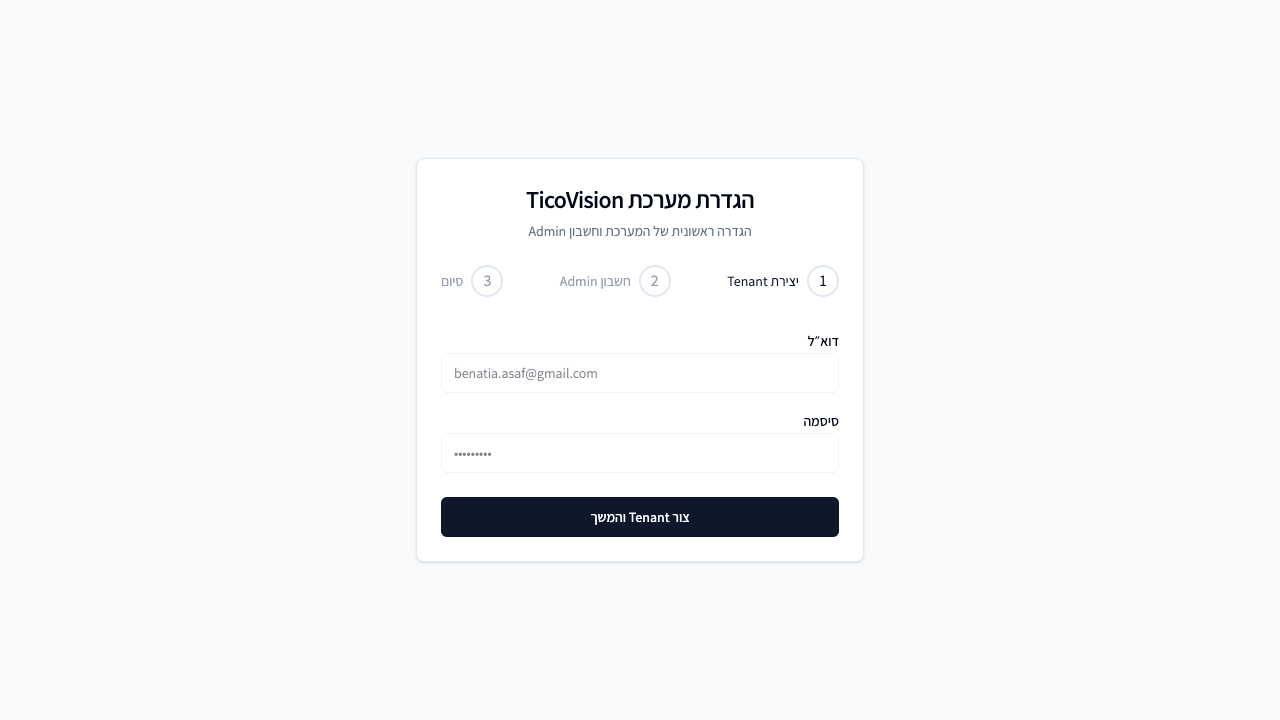 הגדרת מערכת TicoVision
הגדרה ראשונית של המערכת וחשבון Admin
1 יצירת Tenant 2 חשבון Admin 3 סיום
דוא״ל
benatia.asaf@gmail.com
סיסמה
•••••••••
צור Tenant והמשך